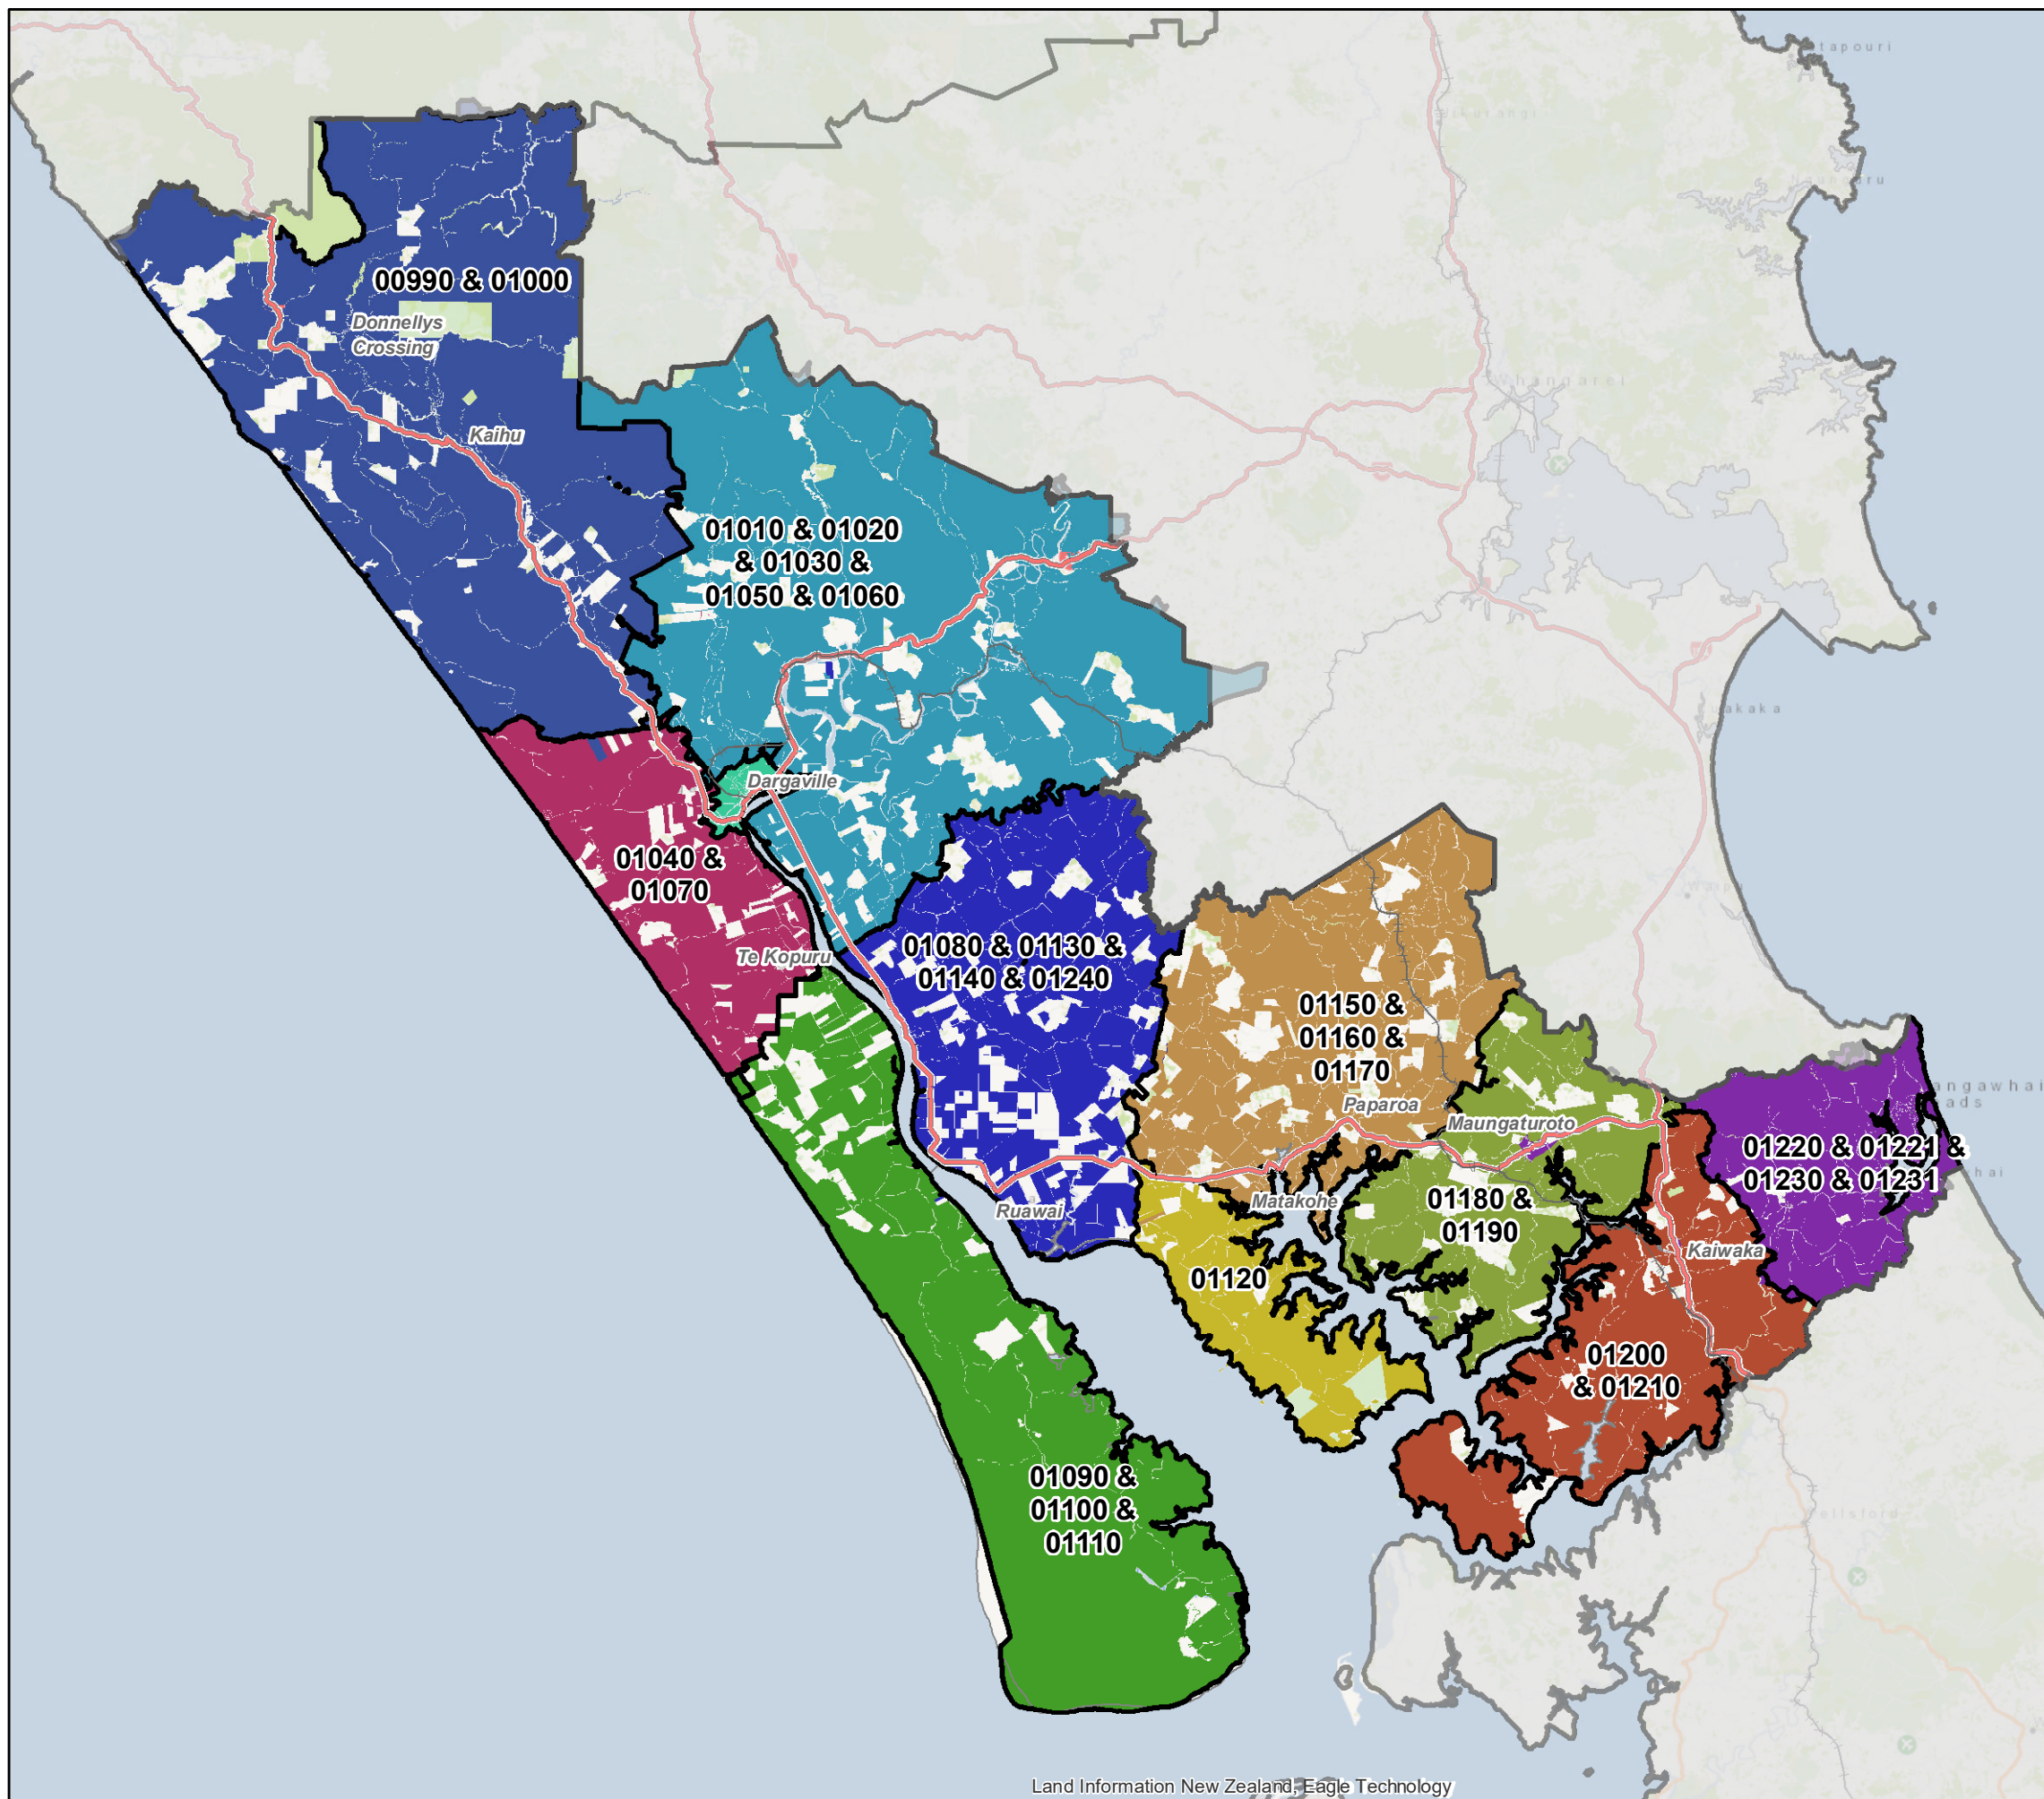 00990 & 01000
Donnellys
Crossing
Kaihu
Whangarei
01010 & 01020
& 01030 &
01050 & 01060
Dargaville
01040 &
01070
Te Kopuru
01080 & 01130 &
01140 & 01240
01150 &
01160 &
01170
Paparoa
Maungaturoto
01220 & 01221 &
01230 & 01231
Matakohe
01180 &
01190
Ruawai
Kaiwaka
01120
01200
& 01210
01090 &
01100 &
01110
Land Information New Zealand, Eagle Technology